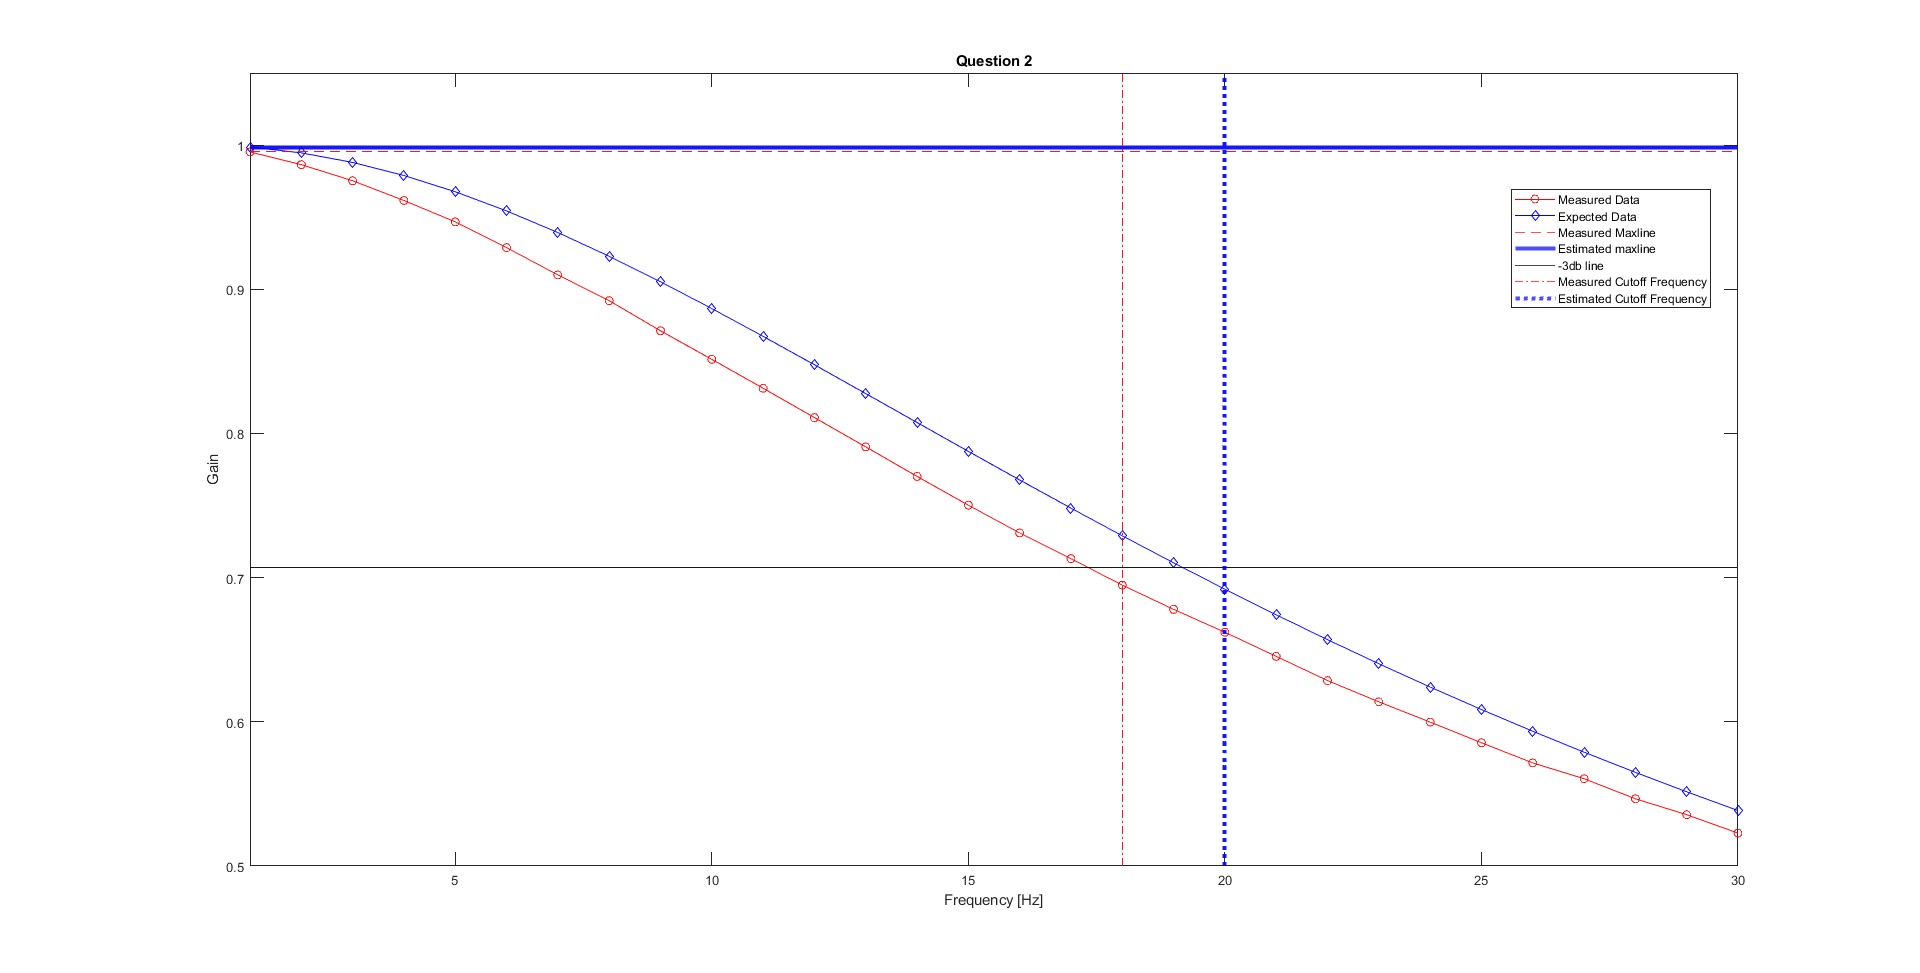 Question 2
1
0.9
0.8
0.7
0.6
0.5
Gain
5
10
15
20
25
30
Frequency [Hz]
Measured Data
Expected Data
Measured Maxline
Estimated maxline
-3db line
Measured Cutoff Frequency
Estimated Cutoff Frequency